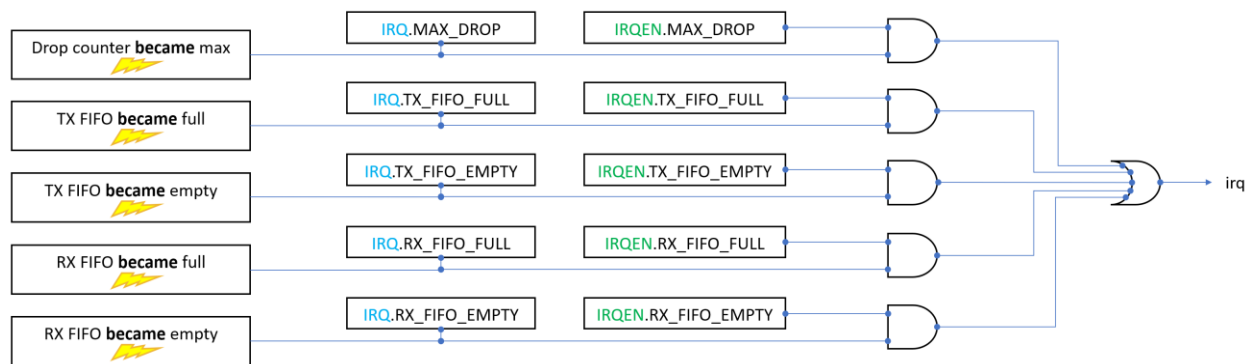 IRQ.MAX_DROP
IRQEN.MAX_DROP
Drop counter became max
IRQ.TX_FIFO_FULL
IRQEN.TX_FIFO_FULL
TX FIFO became full
IRQ.TX_FIFO_EMPTY
IRQEN.TX_FIFO_EMPTY
TX FIFO became empty
irq
IRQ.RX_FIFO_FULL
IRQEN.RX_FIFO_FULL
RX FIFO became full
IRQ.RX_FIFO_EMPTY
IRQEN.RX_FIFO_EMPTY
RX FIFO became empty